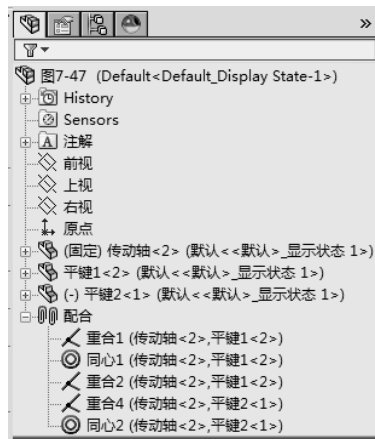 »
图7-47 (Default<Default_Display State-1>)
History
Sensors
A 注解
前视
上视
右视
原点
(固定) 传动轴<2> (默认<<默认>_显示状态 1>)
平键1<2> (默认<<默认>_显示状态 1>)
(-) 平键2<1> (默认<<默认>_显示状态 1>)
配合
重合1 (传动轴<2>,平键1<2>)
同心1 (传动轴<2>,平键1<2>)
重合2 (传动轴<2>,平键1<2>)
重合4 (传动轴<2>,平键2<1>)
同心2 (传动轴<2>,平键2<1>)